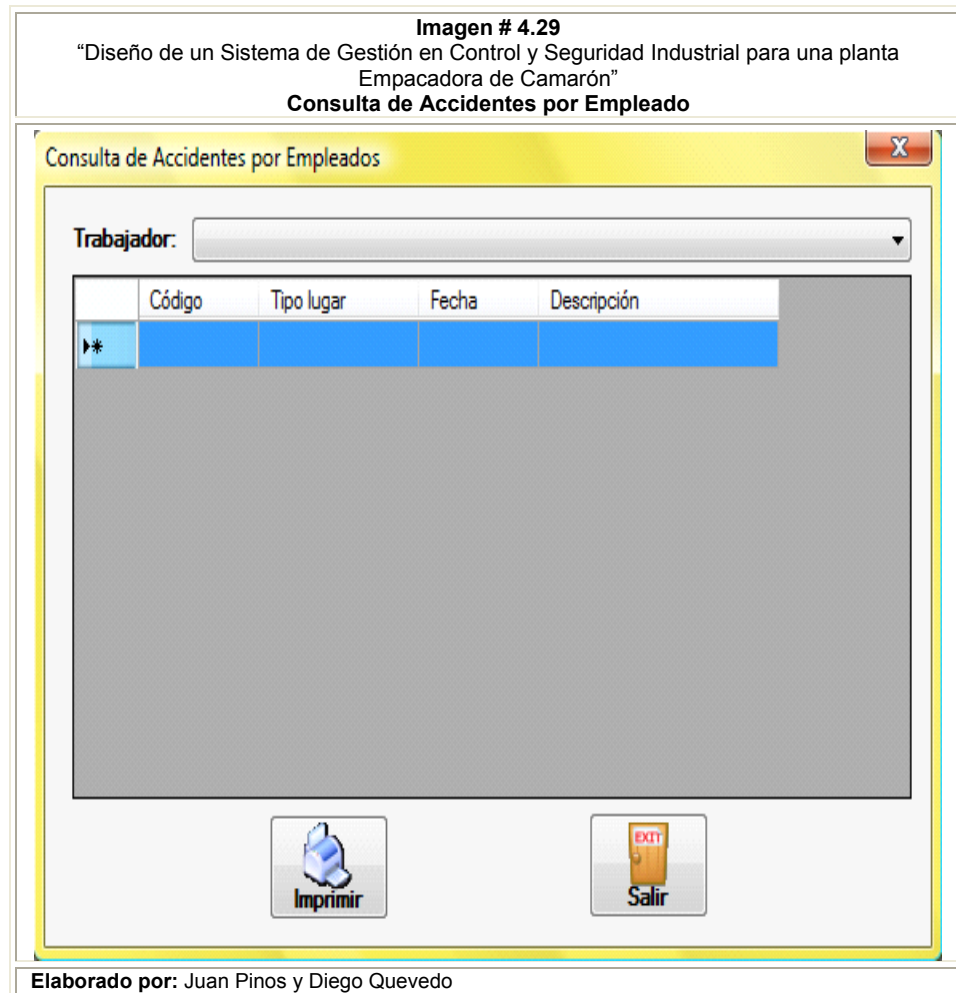 Imagen # 4.29
“Diseño de un Sistema de Gestión en Control y Seguridad Industrial para una planta
Empacadora de Camarón”
Consulta de Accidentes por Empleado
Consulta de Accidentes por Empleados
X
Trabajador:
Código Tipo lugar Fecha Descripción
EXIT
Imprimir Salir
Elaborado por: Juan Pinos y Diego Quevedo